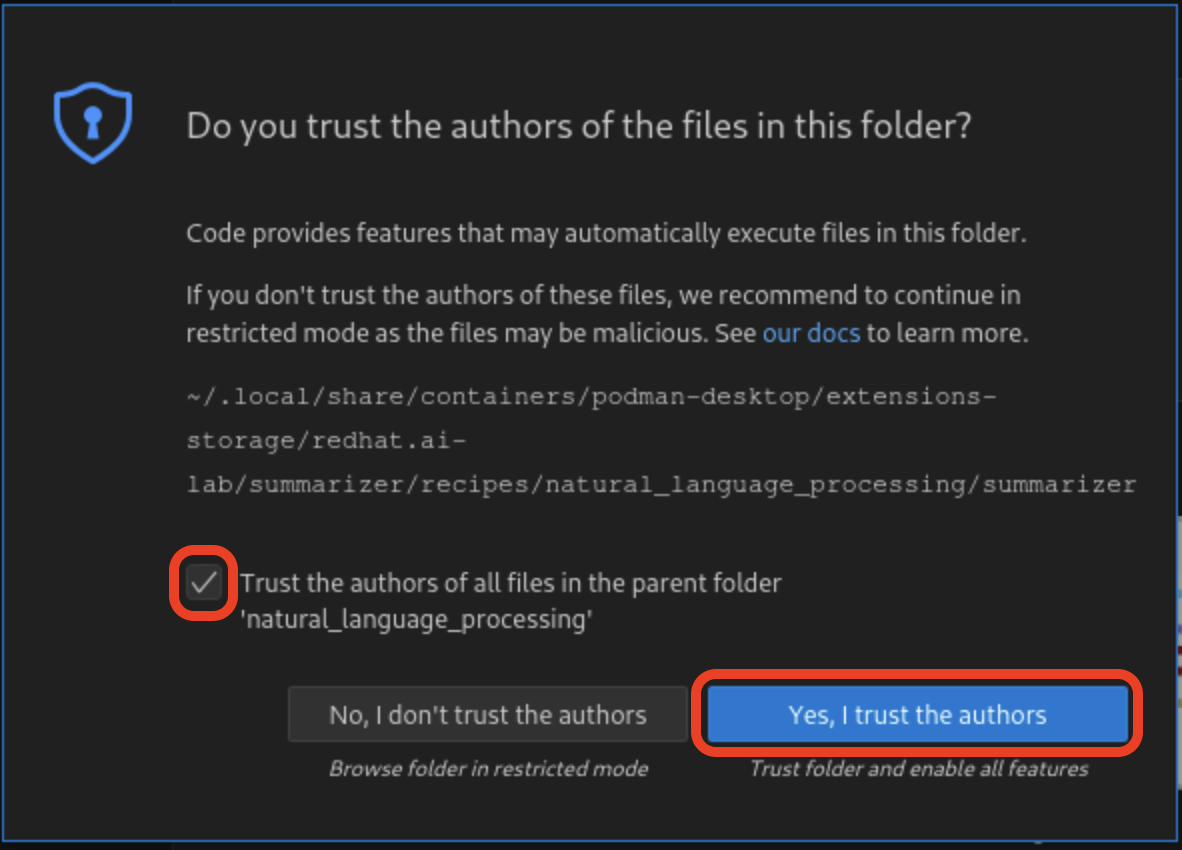 Do you trust the authors of the files in this folder?
Code provides features that may automatically execute files in this folder.
If you don't trust the authors of these files, we recommend to continue in
restricted mode as the files may be malicious. See our docs to learn more.
~/.local/share/containers/podman-desktop/extensions-
storage/redhat.ai-
lab/summarizer/recipes/natural_language_processing/summarizer
Trust the authors of all files in the parent folder
'natural_language_processing'
No, I don't trust the authors
Yes, I trust the authors
Browse folder in restricted mode
Trust folder and enable all features